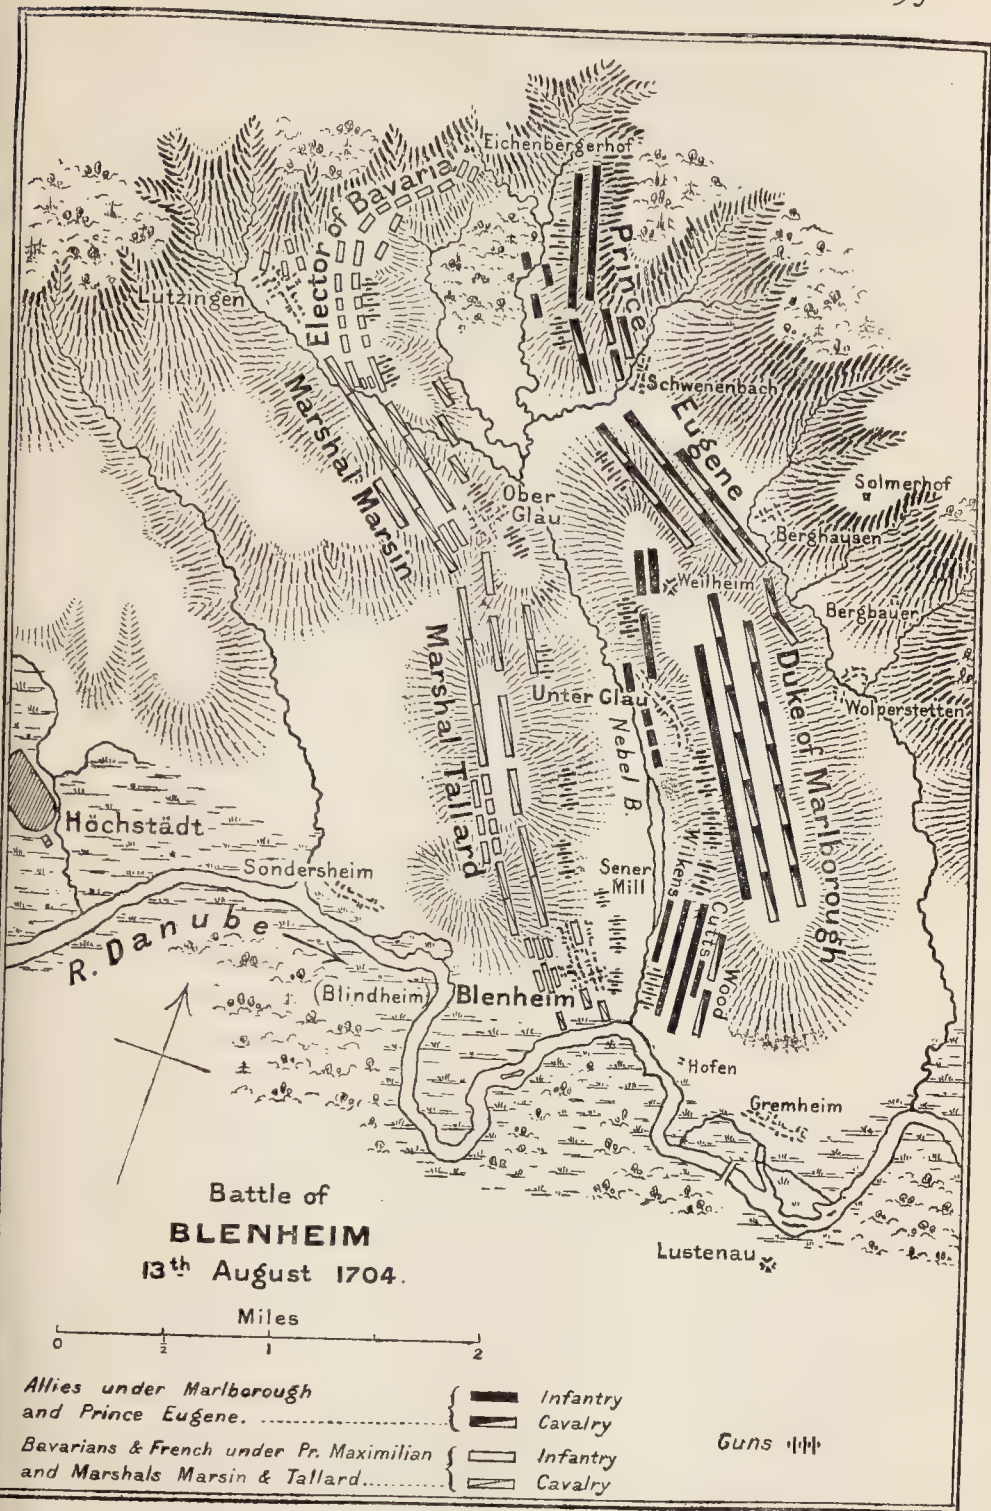 Eichenbergerhof
Elector of Bavaria
Prince
Lutzingen
Schwenenbach
Eugene
Marshal Marsin
Solmerhof
Ober
Glau
Berghausen
Weilheim
Bergbauer
Marshal Tallard
Unter Glau
Duke of Marlborough
Wolperstetten
Nebel B.
Höchstädt
Sondersheim
Sener
Mill
Wilkens
Cutts
Wood
R. Danube
(Blindheim)
Blenheim
Hofen
Gremheim
Battle of
BLENHEIM
13th August 1704.
Lustenau
Miles
0 ½ 1 2
Allies under Marlborough
and Prince Eugene.
Infantry
Cavalry
Bavarians & French under Pr. Maximilian
and Marshals Marsin & Tallard
Infantry
Cavalry
Guns